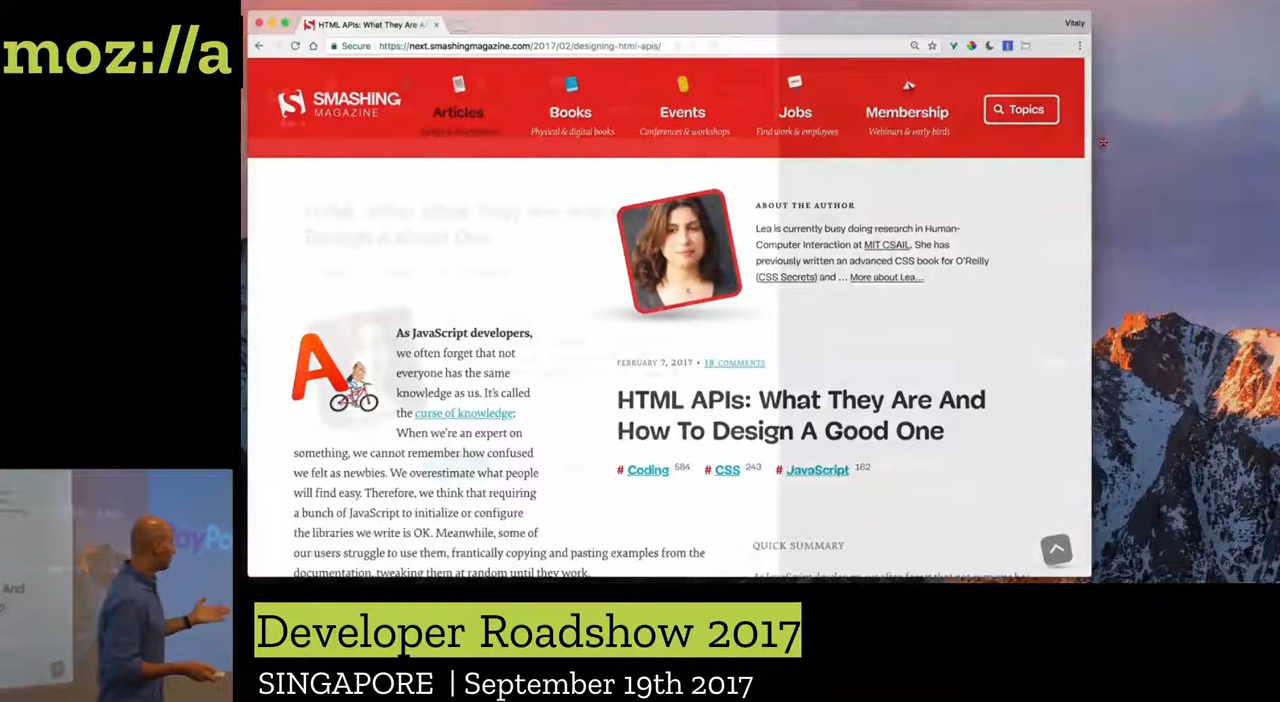 moz://a
HTML APIs: What They Are A
Vitaly
Secure
https://next.smashingmagazine.com/2017/02/designing-html-apis/
SMASHING
MAGAZINE
Articles
Books
Physical & digital books
Events
Conferences & workshops
Jobs
Find work & employees
Membership
Webinars & early-birds
Topics
ABOUT THE AUTHOR
Lea is currently busy doing research in Human-
Computer Interaction at MIT CSAIL. She has
previously written an advanced CSS book for O'Reilly
(CSS Secrets) and ... More about Lea...
A
As JavaScript developers,
we often forget that not
everyone has the same
knowledge as us. It's called
the curse of knowledge:
When we're an expert on
something, we cannot remember how confused
we felt as newbies. We overestimate what people
will find easy. Therefore, we think that requiring
a bunch of JavaScript to initialize or configure
the libraries we write is OK. Meanwhile, some of
our users struggle to use them, frantically copying and pasting examples from the
documentation, tweaking them at random until they work.
FEBRUARY 7, 2017 • 18 COMMENTS
HTML APIs: What They Are And
How To Design A Good One
# Coding 584 # CSS 243 # JavaScript 162
QUICK SUMMARY
And
Developer Roadshow 2017
SINGAPORE | September 19th 2017